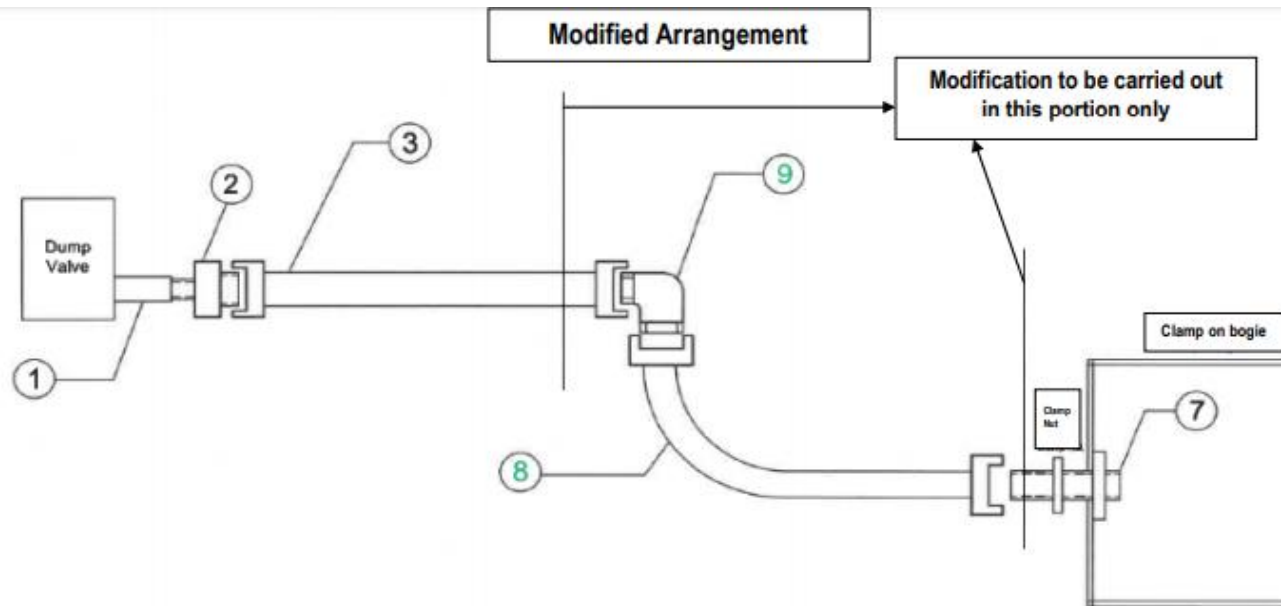 Modified Arrangement
Modification to be carried out
in this portion only
3
2
9
Dump
Valve
Clamp on bogie
1
Clamp
Nut
7
8